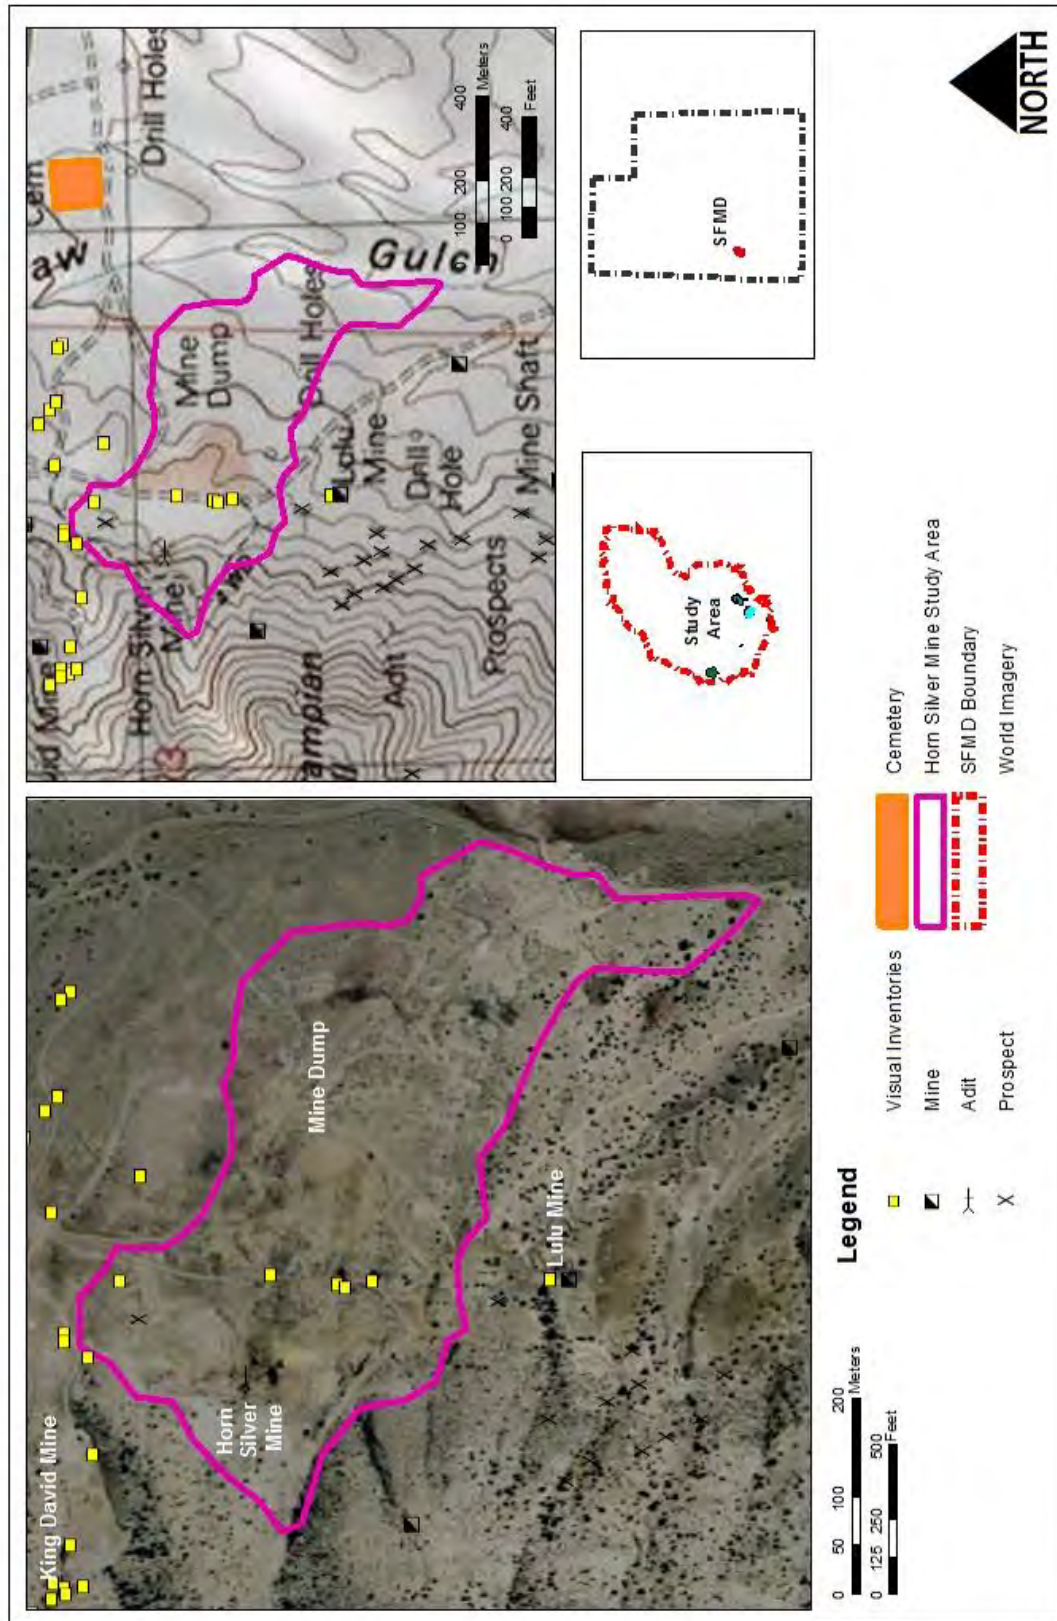 King David Mine
Horn
Silver
Mine
Mine Dump
Lulu Mine
Cem
aw
Drill Holes
Drill Holes
Horn Silver
Mine
Mine
Dump
Gulch
Lulu
Mine
Drill
Hole
Mine Shaft
Prospects
Adit
ampian
0 100 200 400
Meters
0 100 200 400
Feet
Study
Area
SFMD
0 50 100 200
Meters
0 125 250 500
Feet
Legend
Visual Inventories
Mine
Adit
Prospect
Cemetery
Horn Silver Mine Study Area
SFMD Boundary
World Imagery
NORTH